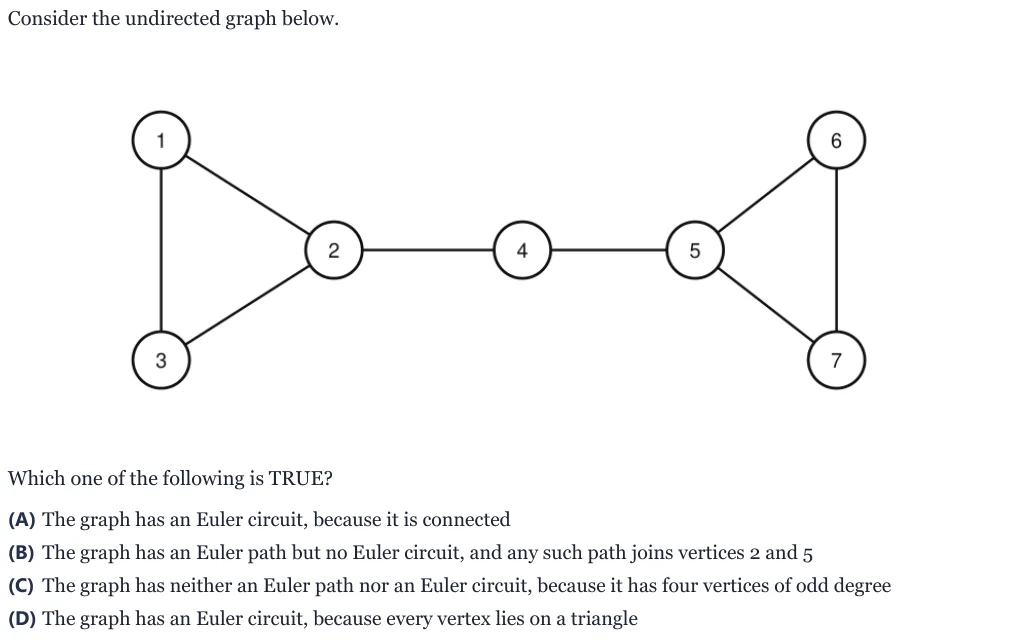 Consider the undirected graph below.
1
6
2
4
5
3
7
Which one of the following is TRUE?
(A) The graph has an Euler circuit, because it is connected
(B) The graph has an Euler path but no Euler circuit, and any such path joins vertices 2 and 5
(C) The graph has neither an Euler path nor an Euler circuit, because it has four vertices of odd degree
(D) The graph has an Euler circuit, because every vertex lies on a triangle